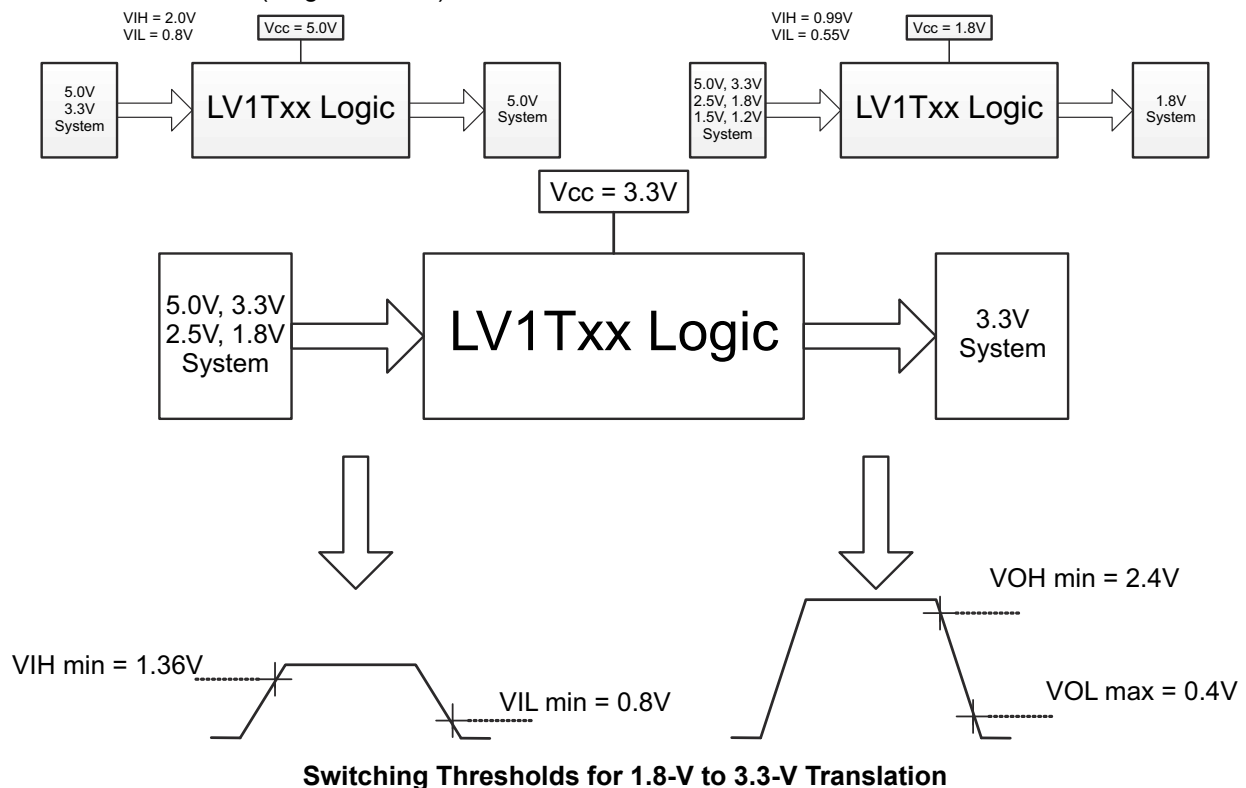 VIH = 2.0V
VIL = 0.8V
Vcc = 5.0V
5.0V
3.3V
System
LV1Txx Logic
5.0V
System
VIH = 0.99V
VIL = 0.55V
Vcc = 1.8V
5.0V, 3.3V
2.5V, 1.8V
1.5V, 1.2V
System
LV1Txx Logic
1.8V
System
Vcc = 3.3V
5.0V, 3.3V
2.5V, 1.8V
System
LV1Txx Logic
3.3V
System
VIH min = 1.36V
VIL min = 0.8V
VOH min = 2.4V
VOL max = 0.4V
Switching Thresholds for 1.8-V to 3.3-V Translation